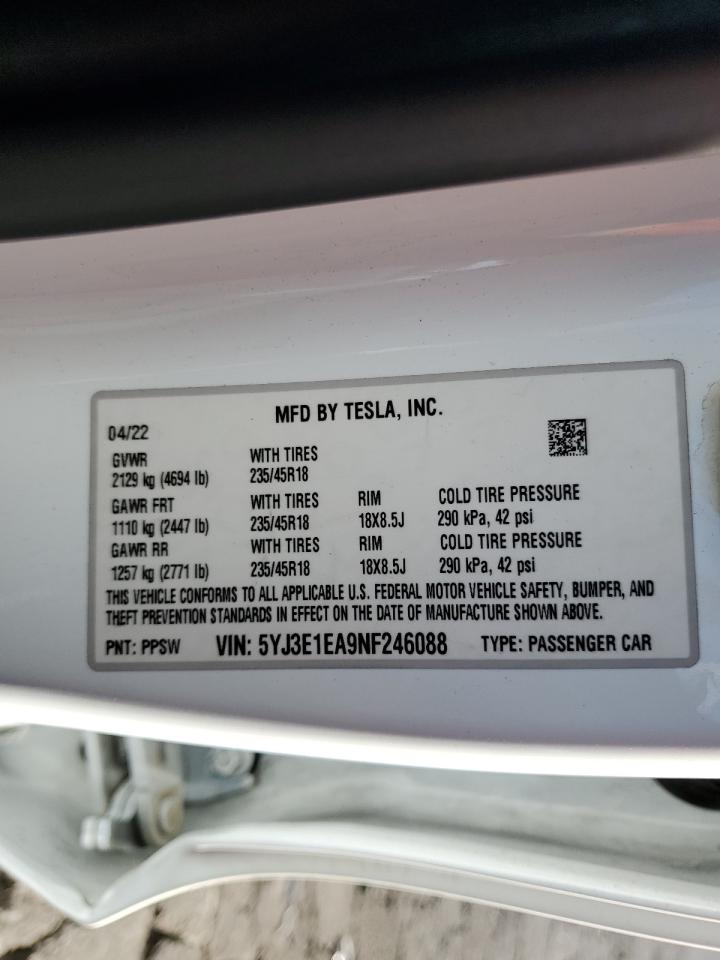 MFD BY TESLA, INC.
04/22
GVWR WITH TIRES
2129 kg (4694 lb) 235/45R18
GAWR FRT WITH TIRES RIM COLD TIRE PRESSURE
1110 kg (2447 lb) 235/45R18 18X8.5J 290 kPa, 42 psi
GAWR RR WITH TIRES RIM COLD TIRE PRESSURE
1257 kg (2771 lb) 235/45R18 18X8.5J 290 kPa, 42 psi
THIS VEHICLE CONFORMS TO ALL APPLICABLE U.S. FEDERAL MOTOR VEHICLE SAFETY, BUMPER, AND
THEFT PREVENTION STANDARDS IN EFFECT ON THE DATE OF MANUFACTURE SHOWN ABOVE.
PNT: PPSW VIN: 5YJ3E1EA9NF246088 TYPE: PASSENGER CAR